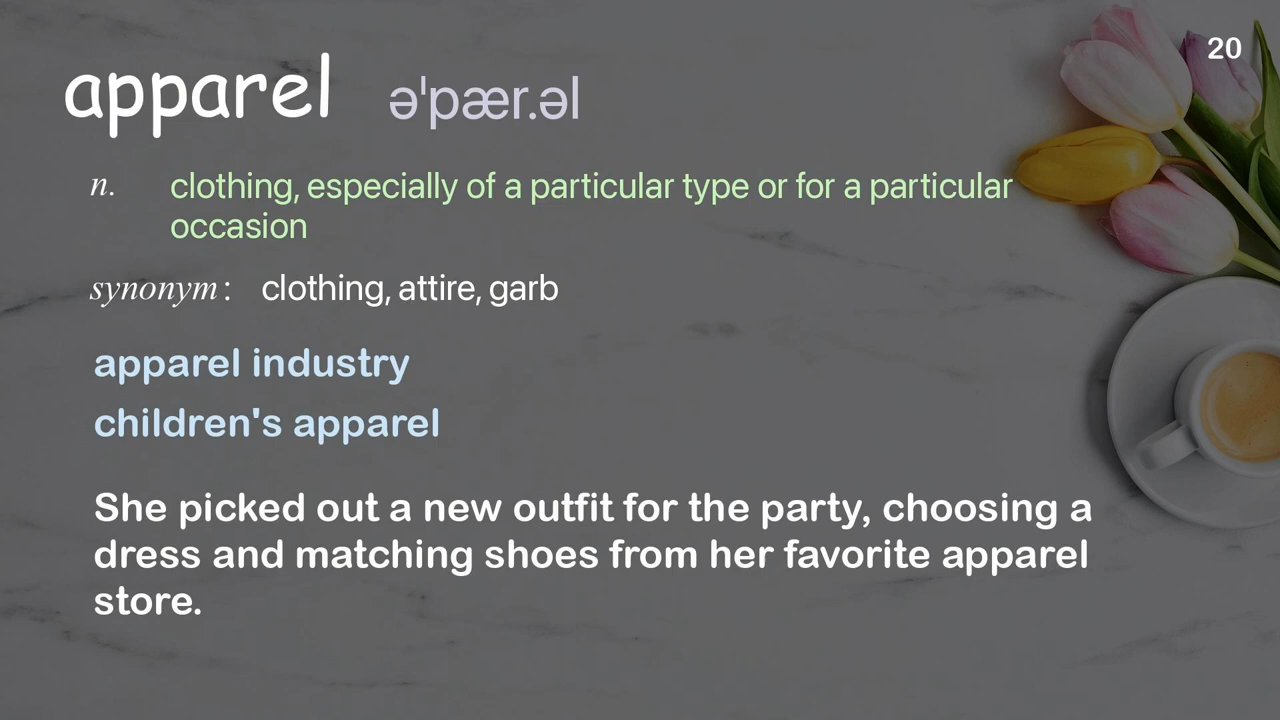 20
apparel əˈpær.əl
n. clothing, especially of a particular type or for a particular
occasion
synonym: clothing, attire, garb
apparel industry
children's apparel
She picked out a new outfit for the party, choosing a
dress and matching shoes from her favorite apparel
store.